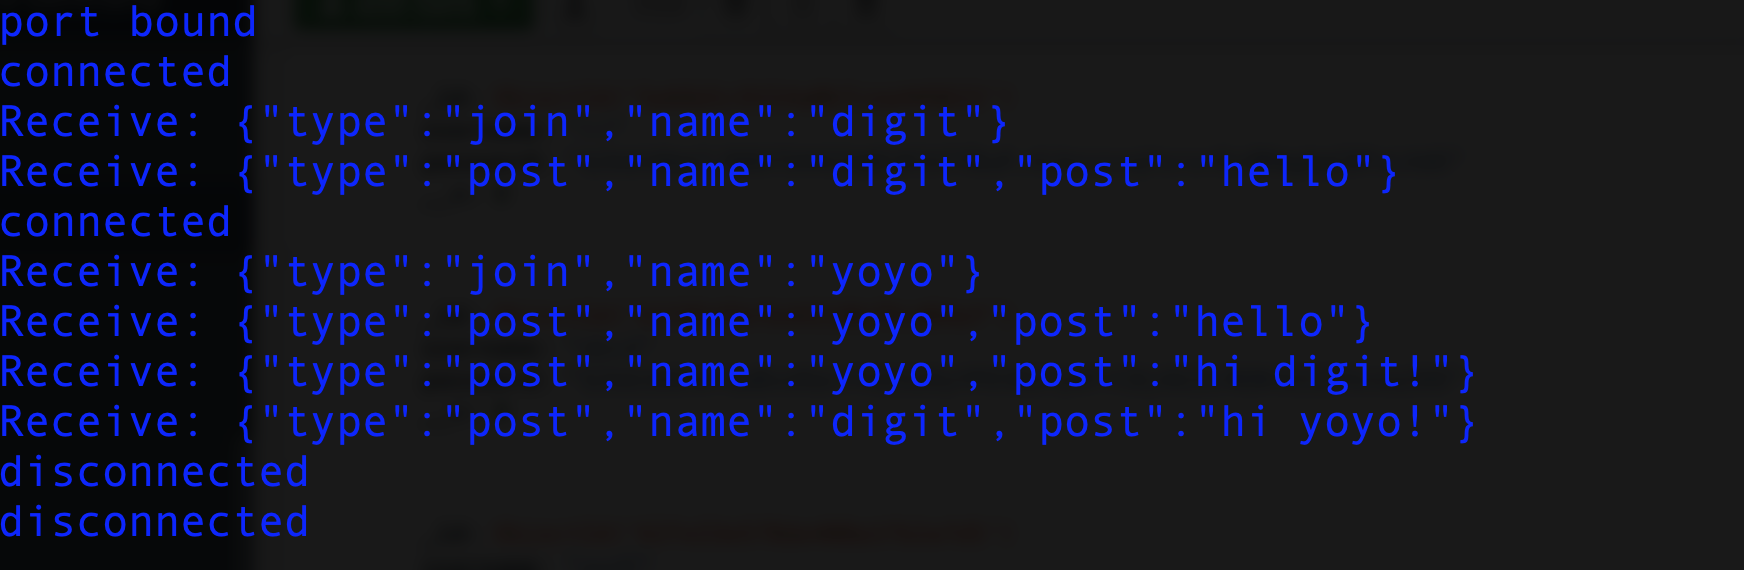 port bound
connected
Receive: {"type":"join","name":"digit"}
Receive: {"type":"post","name":"digit","post":"hello"}
connected
Receive: {"type":"join","name":"yoyo"}
Receive: {"type":"post","name":"yoyo","post":"hello"}
Receive: {"type":"post","name":"yoyo","post":"hi digit!"}
Receive: {"type":"post","name":"digit","post":"hi yoyo!"}
disconnected
disconnected